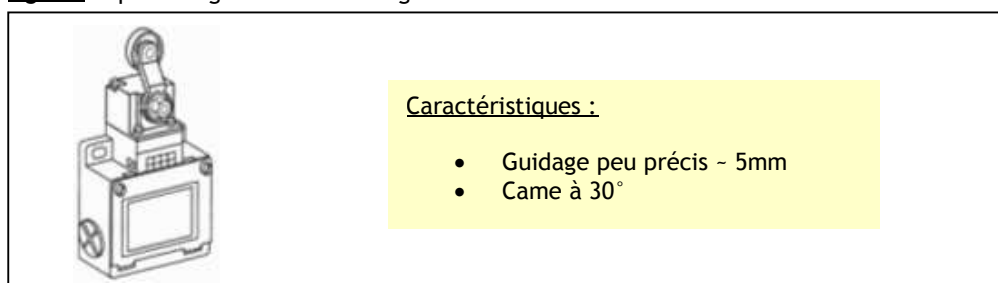 Caractéristiques :
• Guidage peu précis ~ 5mm
• Came à 30°